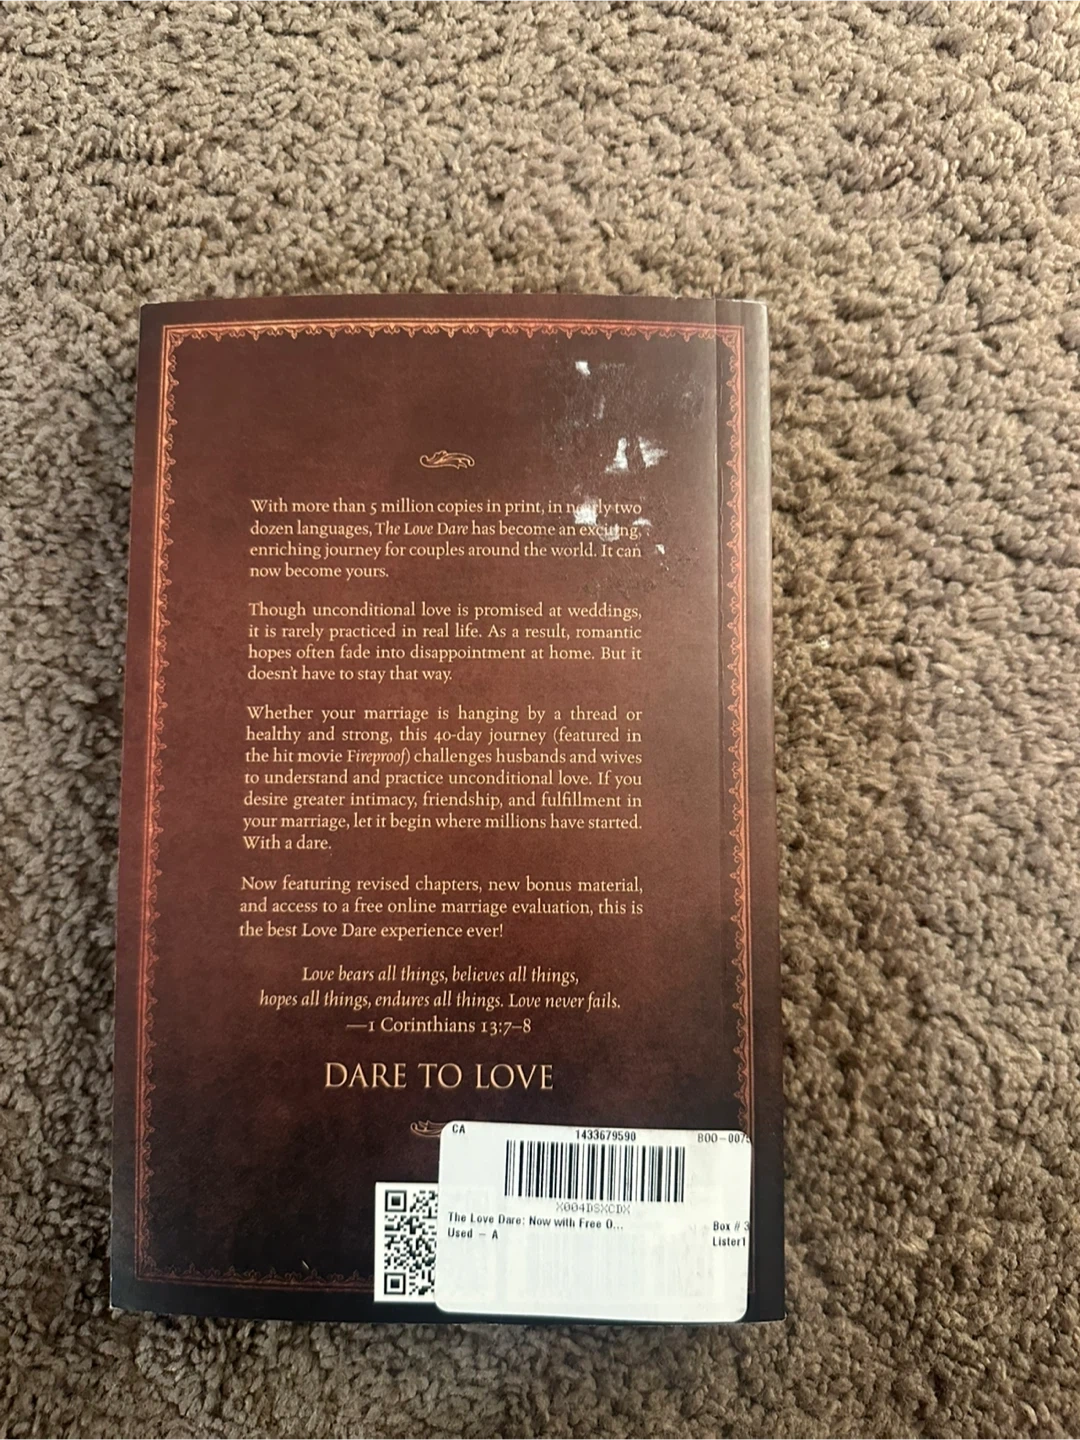 With more than 5 million copies in print, in nearly two
dozen languages, The Love Dare has become an exciting,
enriching journey for couples around the world. It can
now become yours.
Though unconditional love is promised at weddings,
it is rarely practiced in real life. As a result, romantic
hopes often fade into disappointment at home. But it
doesn't have to stay that way.
Whether your marriage is hanging by a thread or
healthy and strong, this 40-day journey (featured in
the hit movie Fireproof) challenges husbands and wives
to understand and practice unconditional love. If you
desire greater intimacy, friendship, and fulfillment in
your marriage, let it begin where millions have started.
With a dare.
Now featuring revised chapters, new bonus material,
and access to a free online marriage evaluation, this is
the best Love Dare experience ever!
Love bears all things, believes all things,
hopes all things, endures all things. Love never fails.
—1 Corinthians 13:7–8
DARE TO LOVE
CA 1433679590 800-0075
X004DSXCDX
The Love Dare: Now with Free O...
Used - A
Box # 3
Lister1